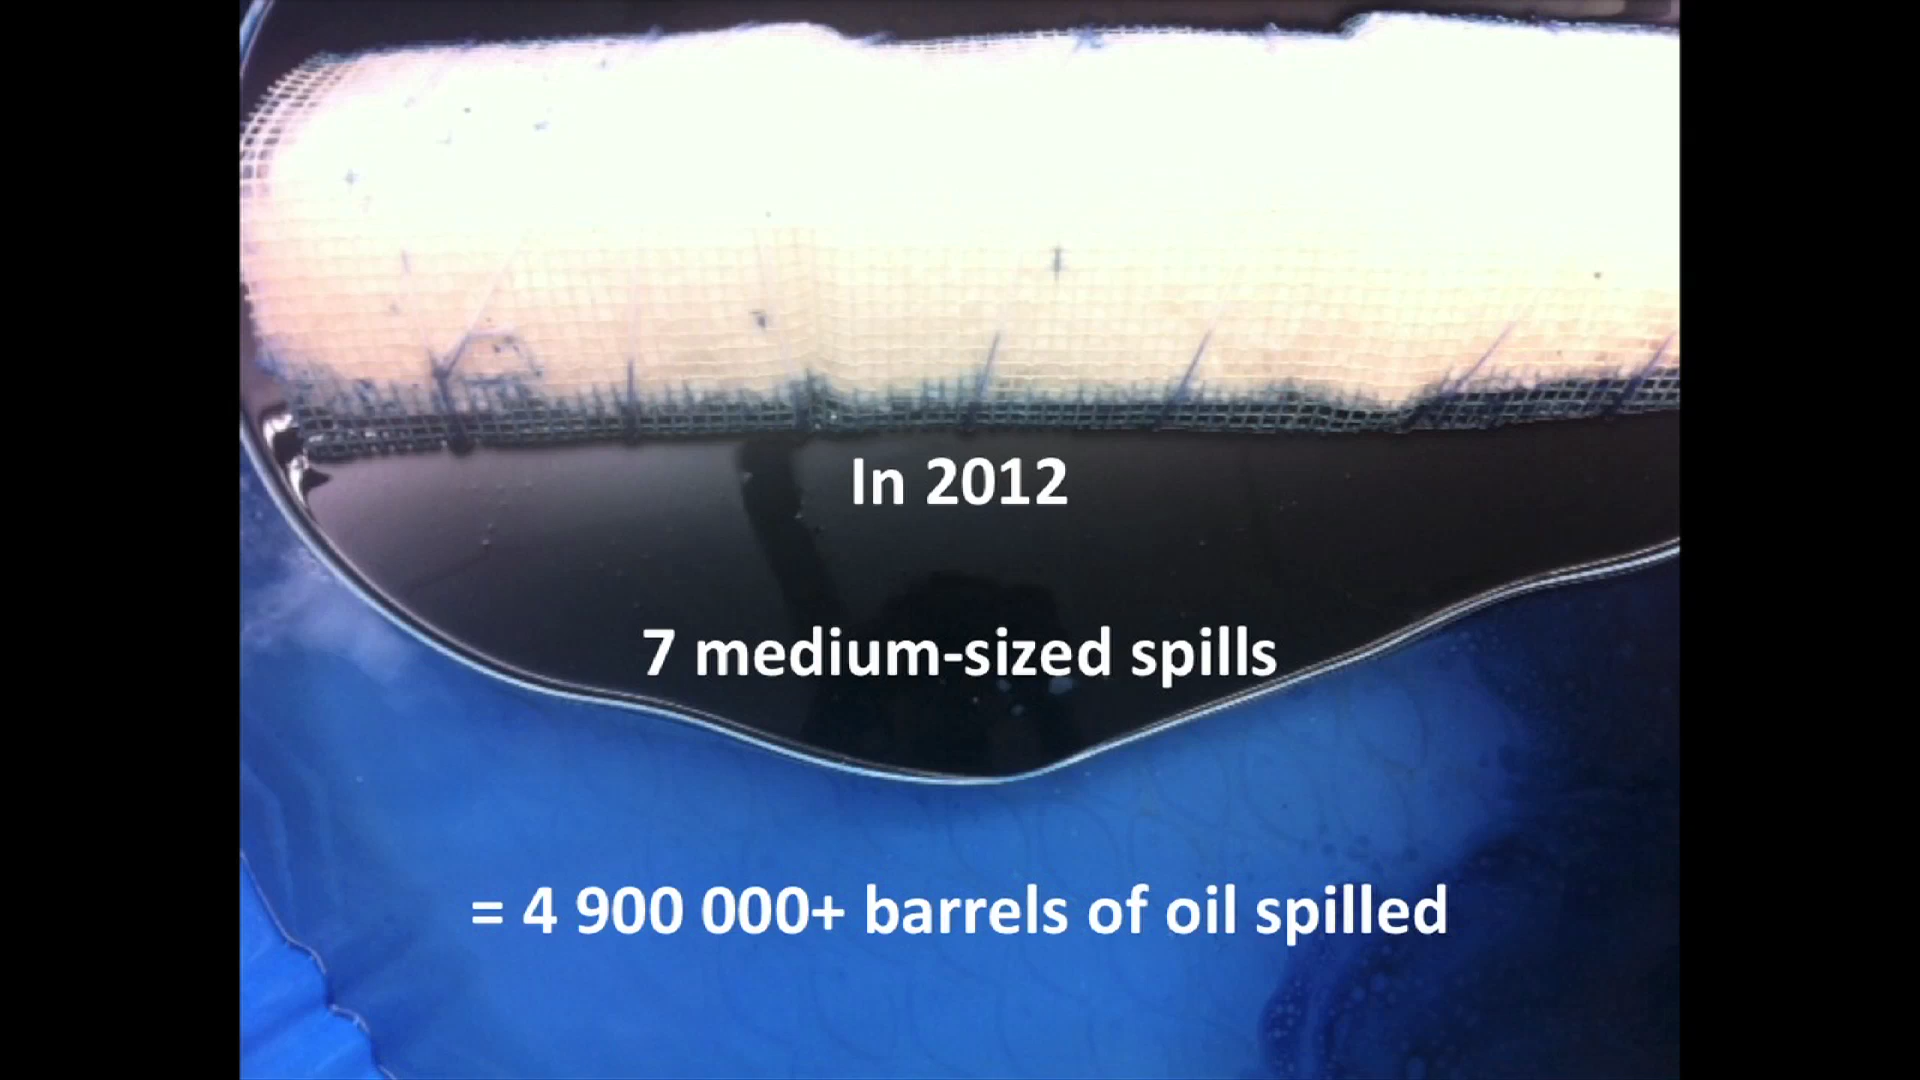 In 2012
7 medium-sized spills
= 4 900 000+ barrels of oil spilled